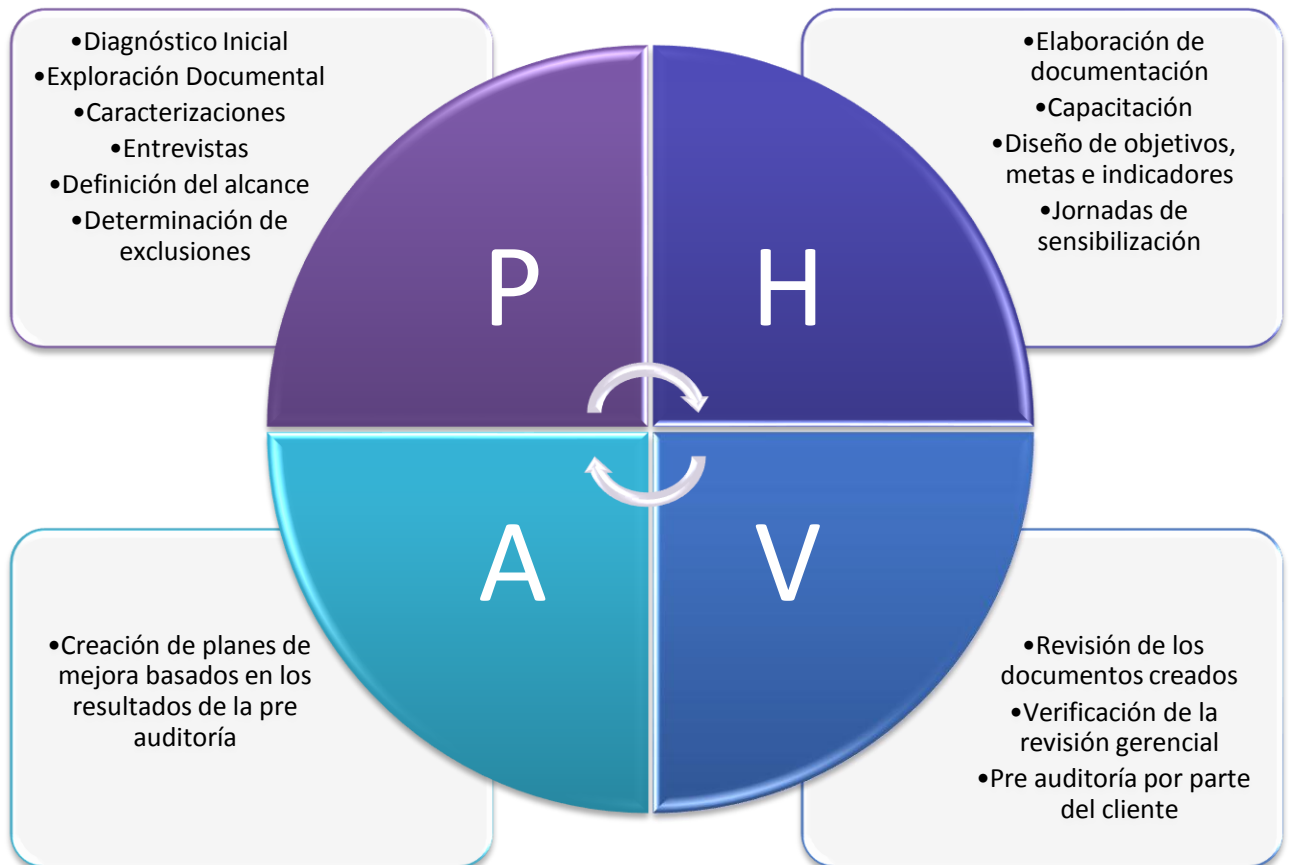 •Diagnóstico Inicial
•Exploración Documental
•Caracterizaciones
•Entrevistas
•Definición del alcance
•Determinación de
exclusiones
•Elaboración de
documentación
•Capacitación
•Diseño de objetivos,
metas e indicadores
•Jornadas de
sensibilización
P
H
A
V
•Creación de planes de
mejora basados en los
resultados de la pre
auditoría
•Revisión de los
documentos creados
•Verificación de la
revisión gerencial
•Pre auditoría por parte
del cliente